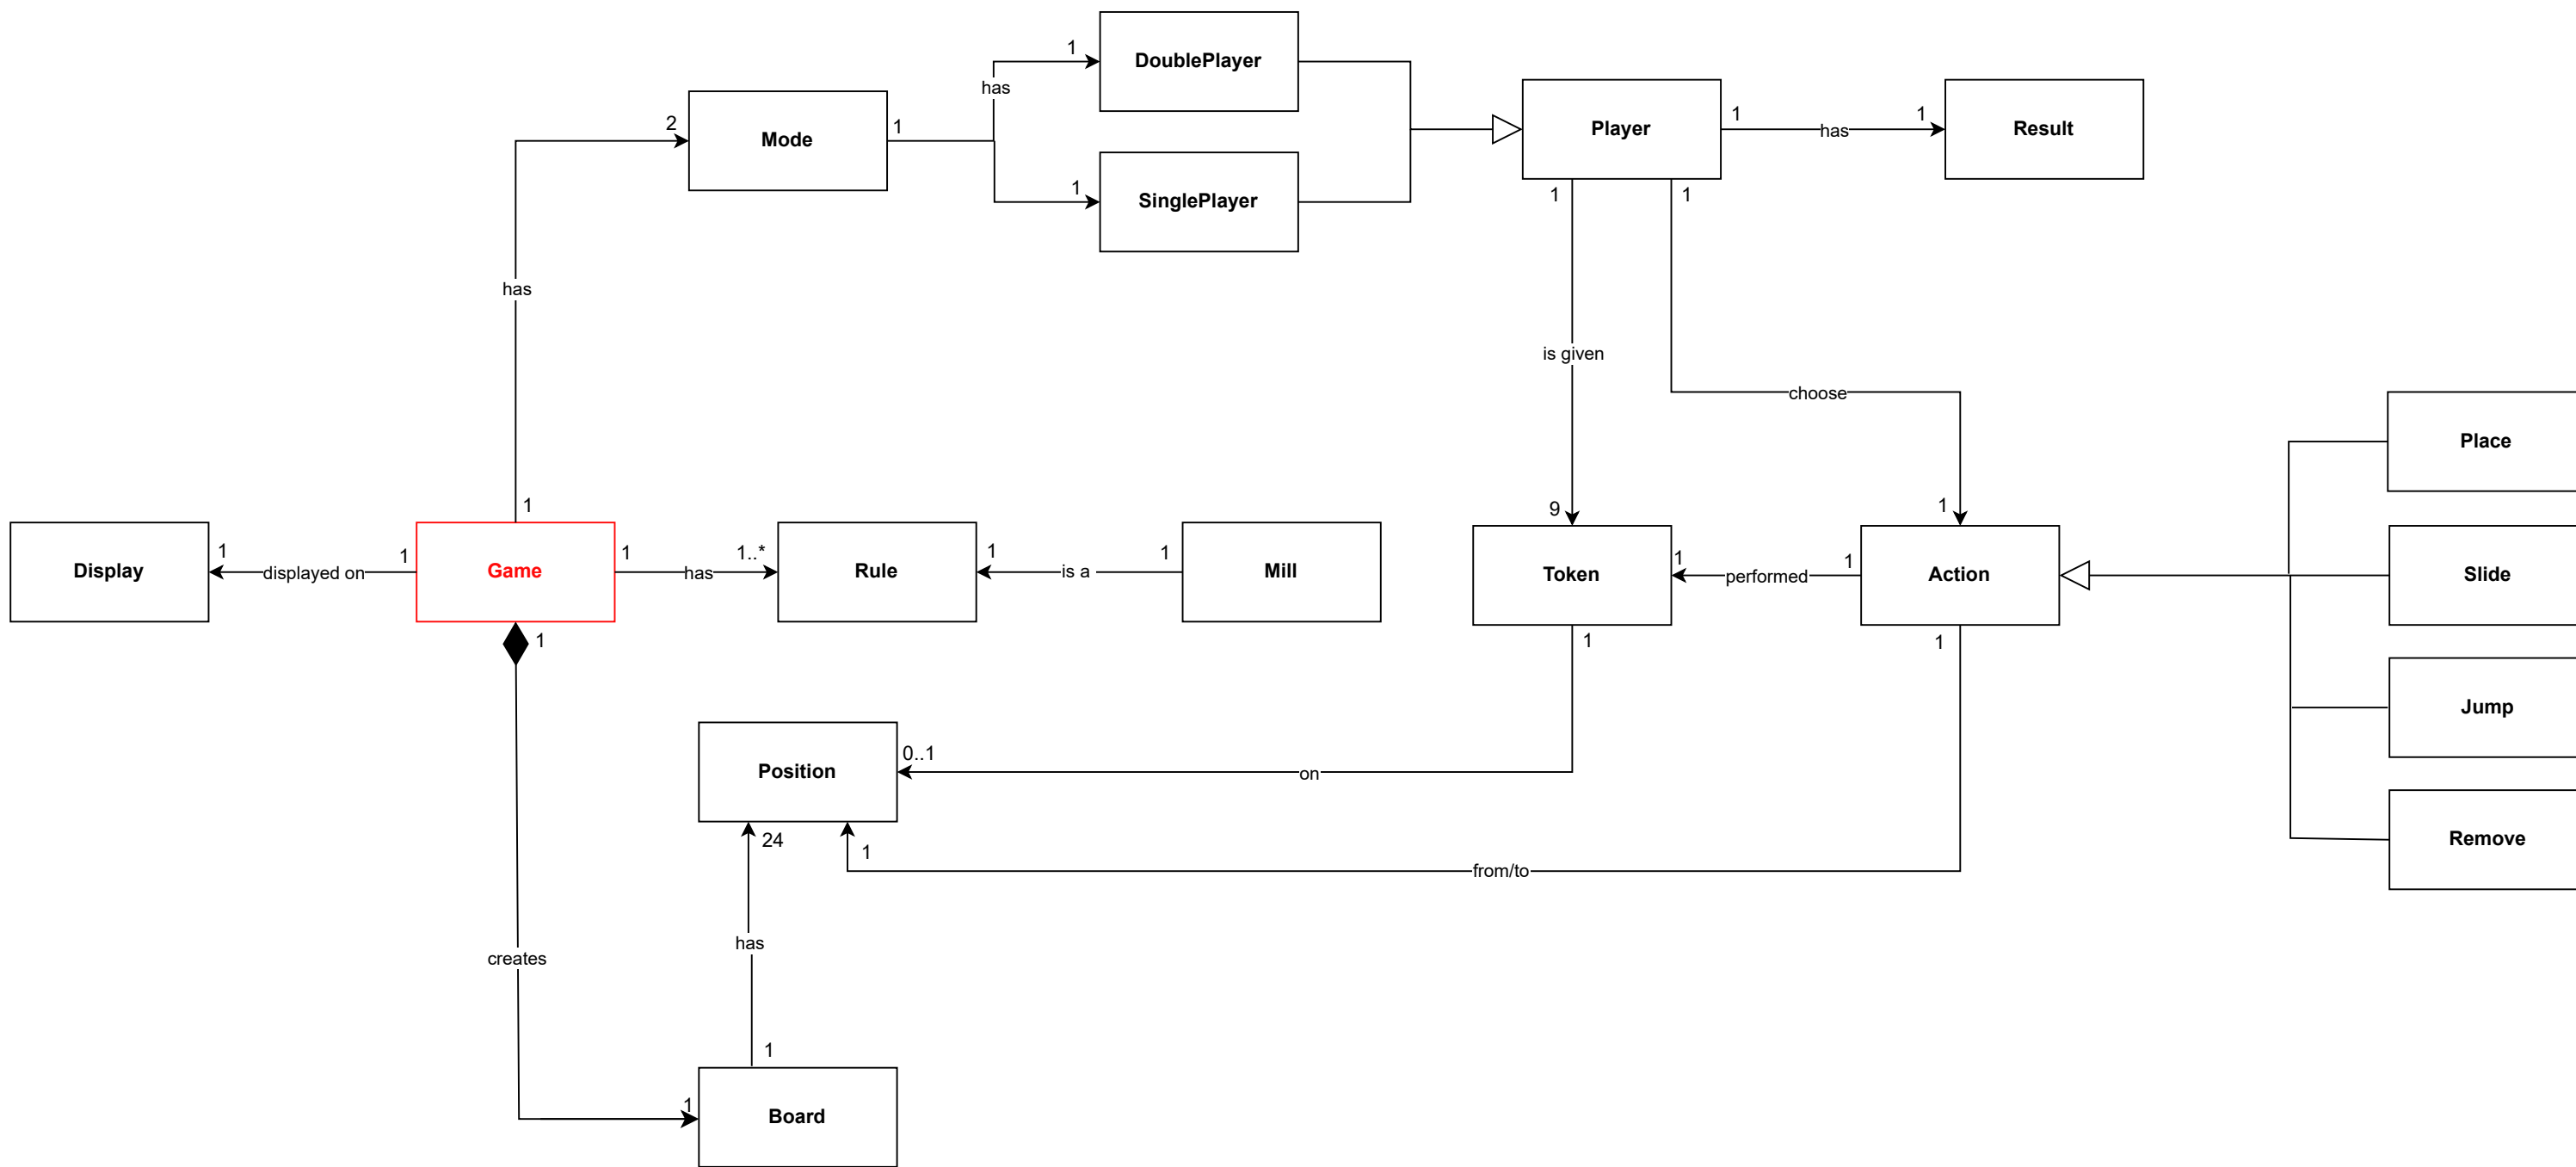 DoublePlayer
1
has
2
Mode
1
1
SinglePlayer
Player
1
has
1
Result
1
1
has
is given
choose
Place
1
9
1
Display
1
displayed on
1
Game
1
has
1..*
Rule
1
is a
1
Mill
Token
1
performed
1
Action
Slide
1
1
1
Jump
Position
0..1
on
24
1
from/to
Remove
has
creates
1
1
Board